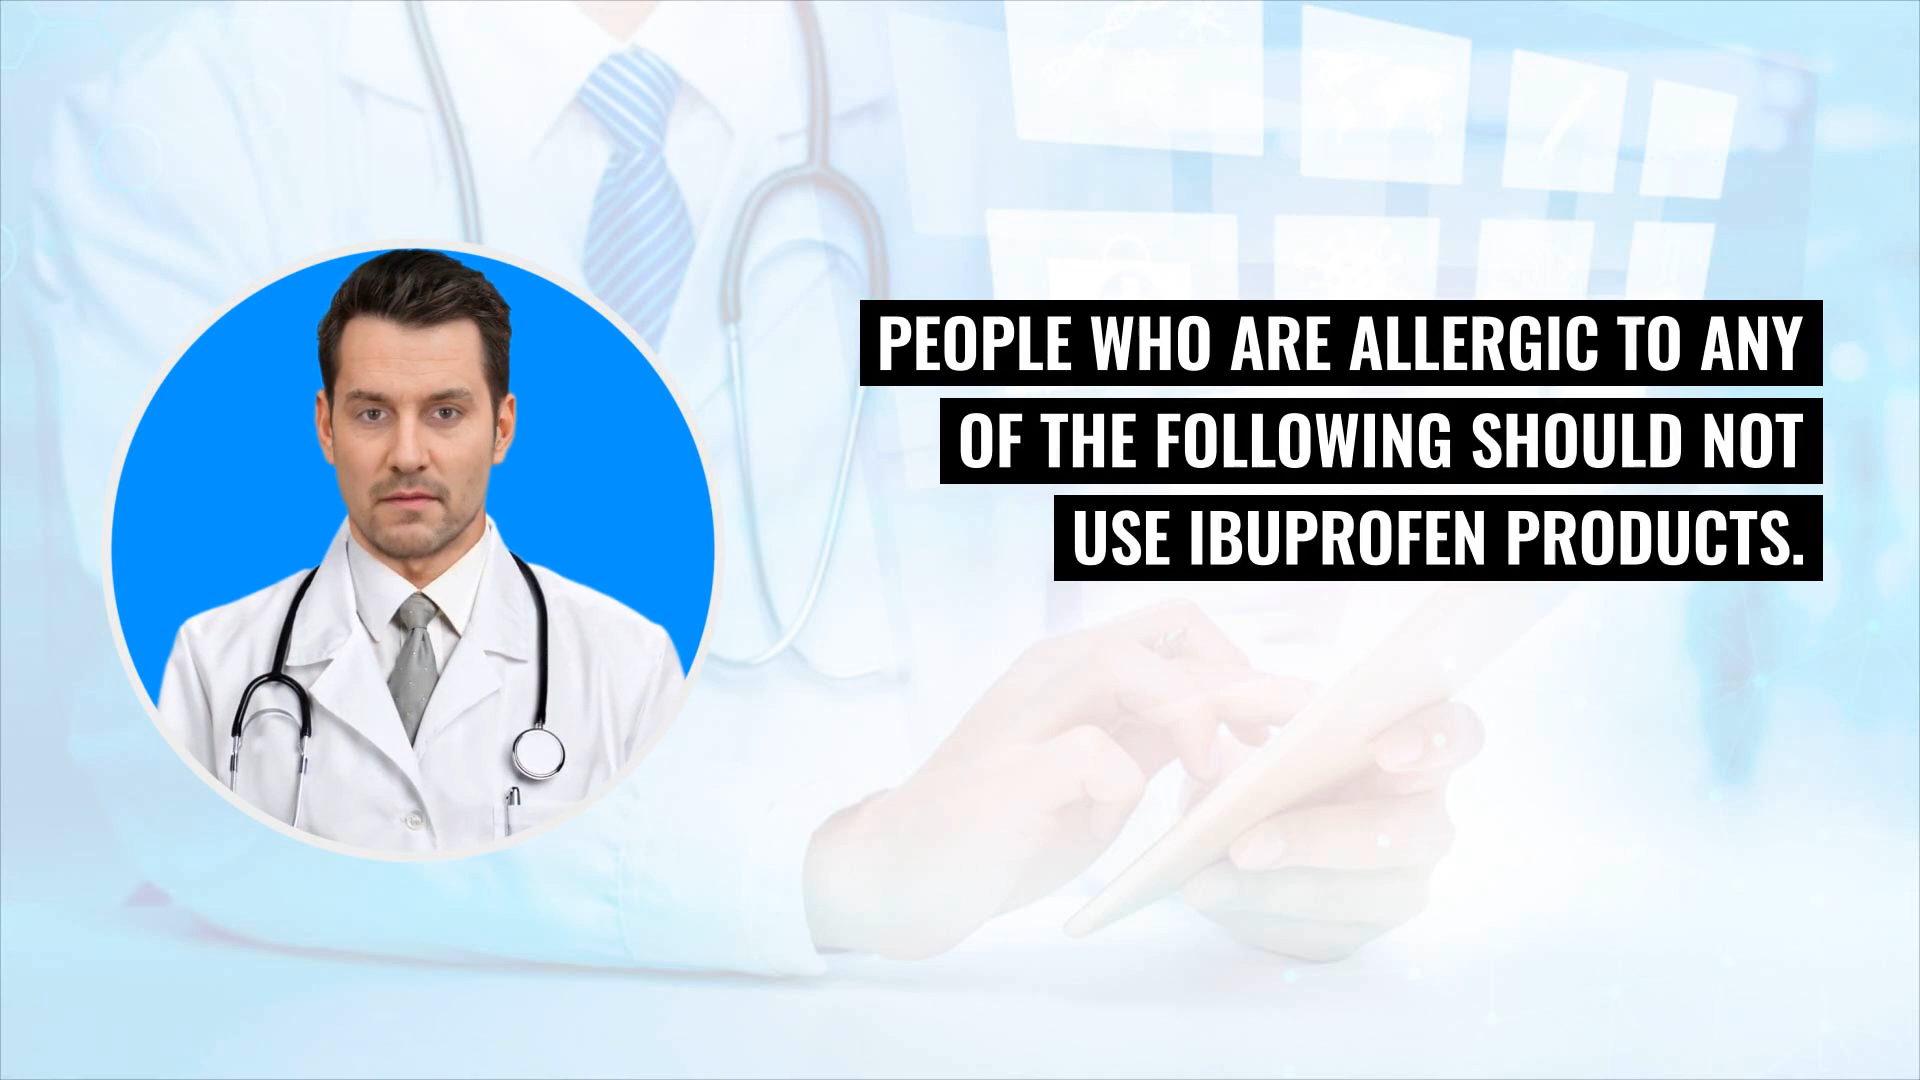 PEOPLE WHO ARE ALLERGIC TO ANY
OF THE FOLLOWING SHOULD NOT
USE IBUPROFEN PRODUCTS.